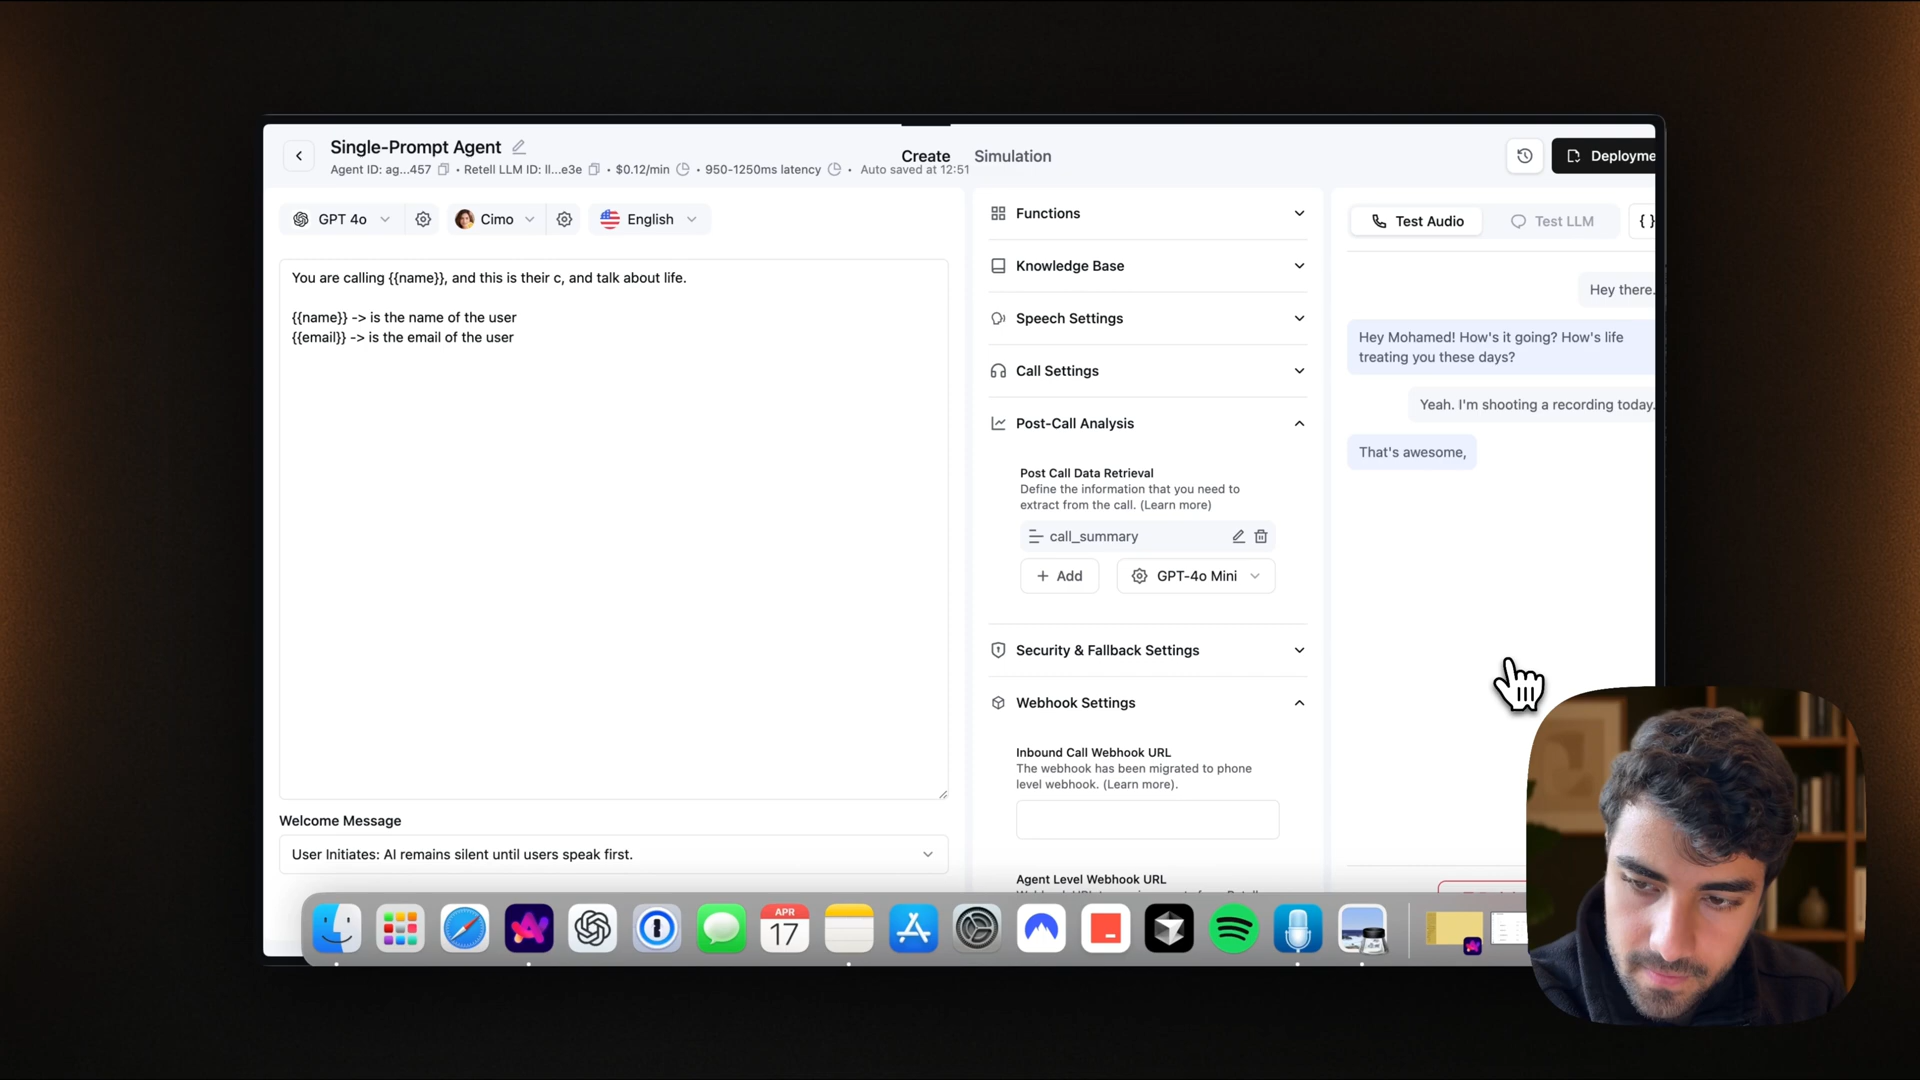 Single-Prompt Agent
Agent ID: ag...457 • Retell LLM ID: ll...e3e • $0.12/min • 950-1250ms latency • Auto saved at 12:51
Create
Simulation
Deployme
GPT 4o
Cimo
English
You are calling {{name}}, and this is their c, and talk about life.
{{name}} -> is the name of the user
{{email}} -> is the email of the user
Welcome Message
User Initiates: AI remains silent until users speak first.
Functions
Knowledge Base
Speech Settings
Call Settings
Post-Call Analysis
Post Call Data Retrieval
Define the information that you need to
extract from the call. (Learn more)
call_summary
+ Add
GPT-4o Mini
Security & Fallback Settings
Webhook Settings
Inbound Call Webhook URL
The webhook has been migrated to phone
level webhook. (Learn more).
Agent Level Webhook URL
Test Audio
Test LLM
{ }
Hey there.
Hey Mohamed! How's it going? How's life
treating you these days?
Yeah. I'm shooting a recording today.
That's awesome,
APR
17